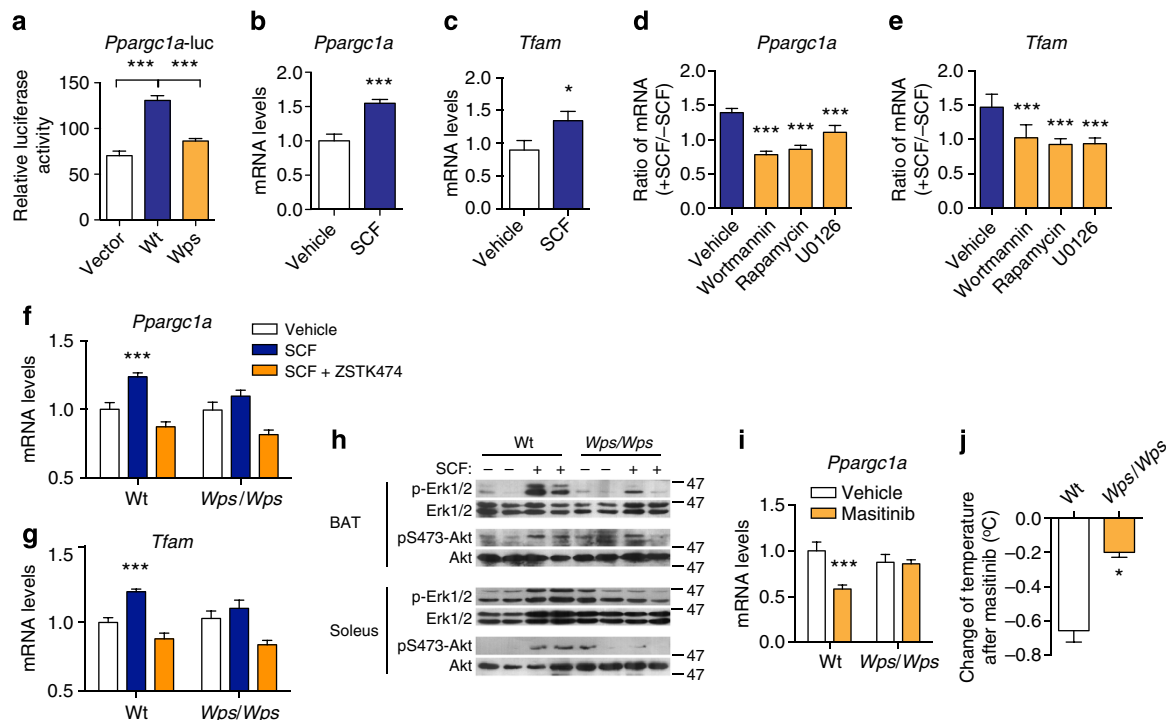 a
Ppargc1a-luc
*** ***
Relative luciferase activity
150
100
50
0
Vector Wt Wps
b
Ppargc1a
***
mRNA levels
2.0
1.5
1.0
0.5
0.0
Vehicle SCF
c
Tfam
*
mRNA levels
2.0
1.5
1.0
0.5
0.0
Vehicle SCF
d
Ppargc1a
*** *** ***
Ratio of mRNA (+SCF/–SCF)
2.0
1.5
1.0
0.5
0.0
Vehicle Wortmannin Rapamycin U0126
e
Tfam
*** *** ***
Ratio of mRNA (+SCF/–SCF)
2.0
1.5
1.0
0.5
0.0
Vehicle Wortmannin Rapamycin U0126
f
Ppargc1a
Vehicle
SCF
SCF + ZSTK474
***
mRNA levels
1.5
1.0
0.5
Wt Wps/Wps
g
Tfam
***
mRNA levels
1.5
1.0
0.5
Wt Wps/Wps
h
Wt Wps/Wps
SCF: – – + + – – + +
BAT
p-Erk1/2 47
Erk1/2 47
pS473-Akt 47
Akt 47
Soleus
p-Erk1/2 47
Erk1/2 47
pS473-Akt 47
Akt 47
i
Ppargc1a
Vehicle
Masitinib
***
mRNA levels
1.5
1.0
0.5
0.0
Wt Wps/Wps
j
Wt Wps/Wps
Change of temperature after masitinib (°C)
0.0
–0.2
–0.4
–0.6
–0.8
*